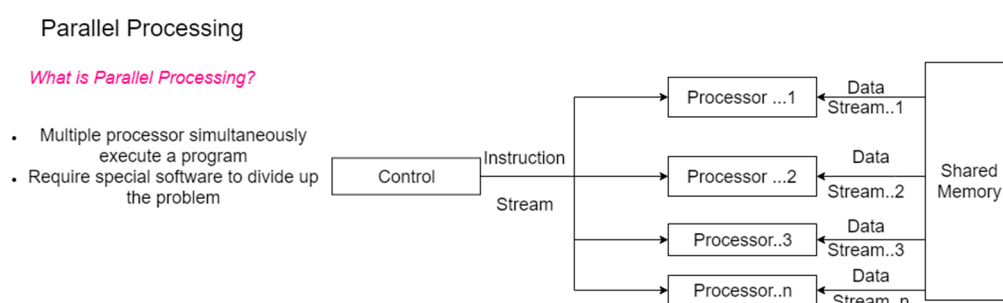 Parallel Processing
What is Parallel Processing?
• Multiple processor simultaneously
execute a program
• Require special software to divide up
the problem
Control
Instruction
Stream
Processor ...1
Data
Stream..1
Processor ...2
Data
Stream..2
Processor..3
Data
Stream..3
Processor..n
Data
Stream..n
Shared
Memory